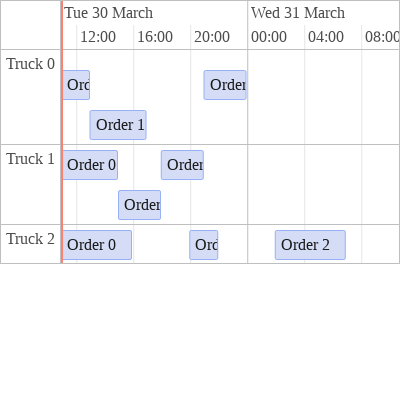 Tue 30 March
Wed 31 March
12:00 16:00 20:00 00:00 04:00 08:00
Truck 0
Ord
Order
Order 1
Truck 1
Order 0
Order
Order
Truck 2
Order 0
Ord
Order 2